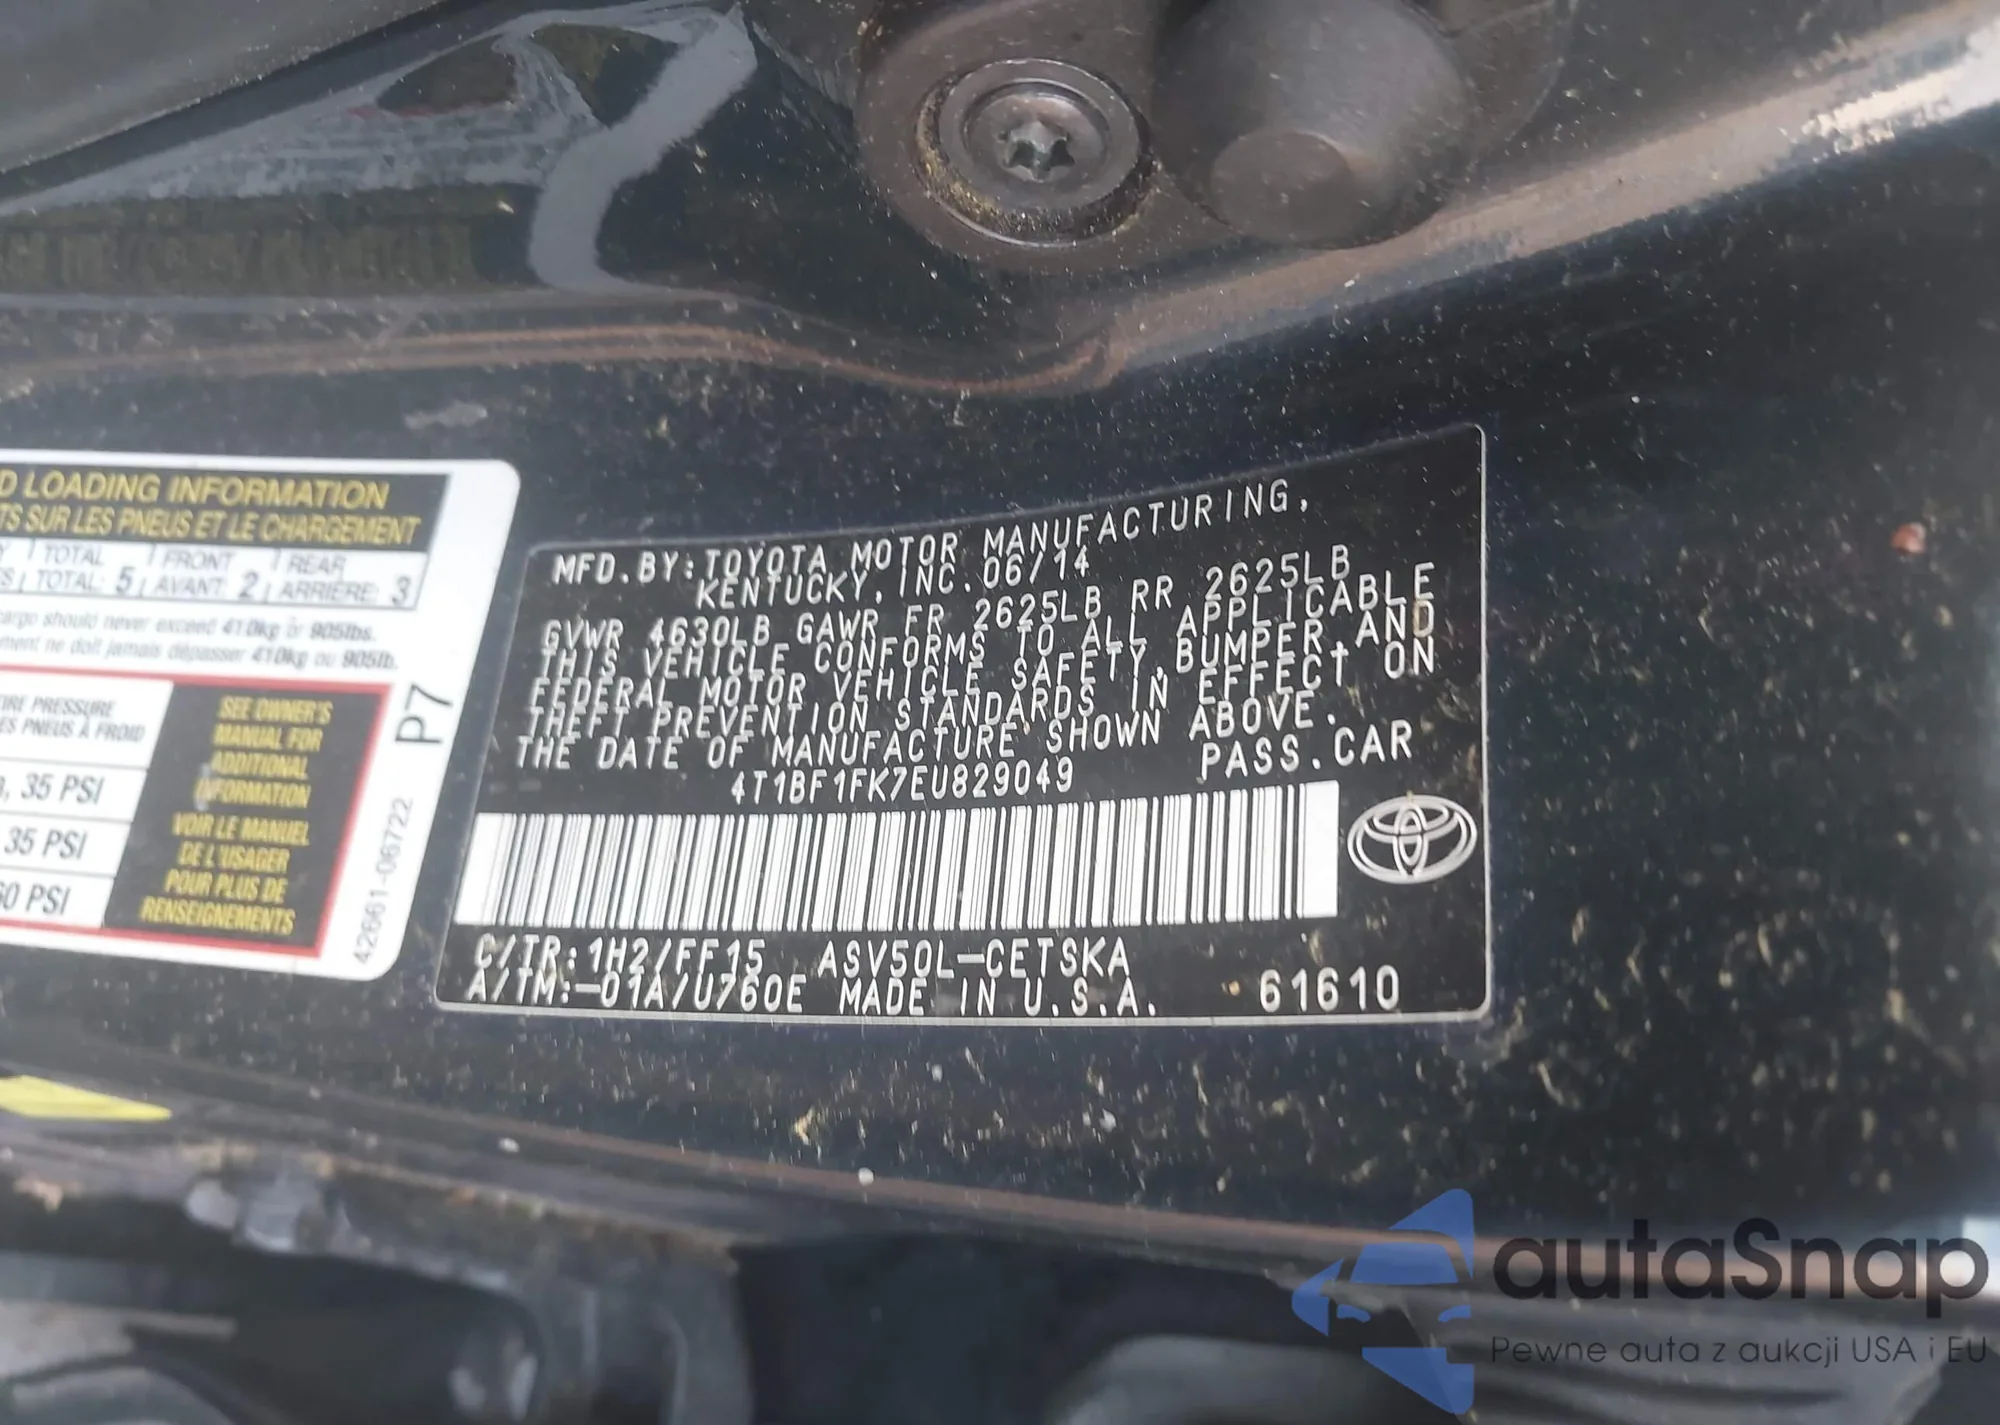 D LOADING INFORMATION
TS SUR LES PNEUS ET LE CHARGEMENT
TOTAL FRONT REAR
TOTAL: 5 AVANT: 2 ARRIÈRE: 3
cargo should never exceed 410kg or 905lbs.
ment ne doit jamais dépasser 410kg ou 905lb.
TIRE PRESSURE
ES PNEUS À FROID
35 PSI
35 PSI
60 PSI
SEE OWNER'S
MANUAL FOR
ADDITIONAL
INFORMATION
VOIR LE MANUEL
DE L'USAGER
POUR PLUS DE
RENSEIGNEMENTS
P7
42661-06722
MFD.BY:TOYOTA MOTOR MANUFACTURING,
KENTUCKY, INC.06/14
GVWR 4630LB GAWR FR 2625LB RR 2625LB
THIS VEHICLE CONFORMS TO ALL APPLICABLE
FEDERAL MOTOR VEHICLE SAFETY,BUMPER,AND
THEFT PREVENTION STANDARDS IN EFFECT ON
THE DATE OF MANUFACTURE SHOWN ABOVE.
4T1BF1FK7EU829049 PASS.CAR
C/TR:1H2/FF15 ASV50L-CETSKA
A/TM:-01A/U760E MADE IN U.S.A. 61610
autaSnap
Pewne auta z aukcji USA i EU